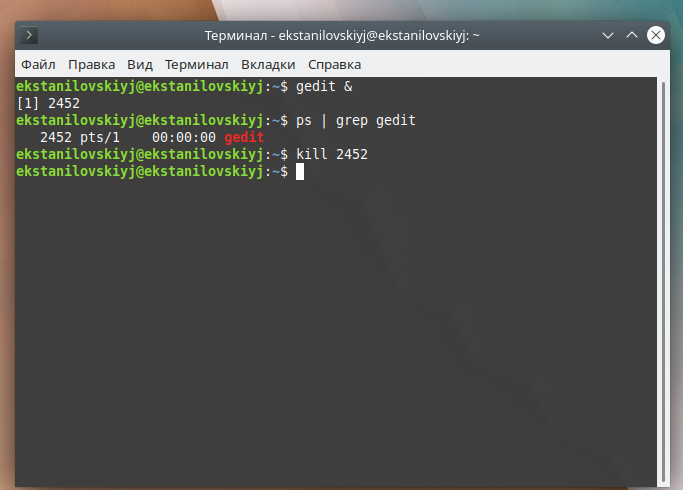 Терминал - ekstanilovskiyj@ekstanilovskiyj: ~
Файл Правка Вид Терминал Вкладки Справка
ekstanilovskiyj@ekstanilovskiyj:~$ gedit &
[1] 2452
ekstanilovskiyj@ekstanilovskiyj:~$ ps | grep gedit
2452 pts/1 00:00:00 gedit
ekstanilovskiyj@ekstanilovskiyj:~$ kill 2452
ekstanilovskiyj@ekstanilovskiyj:~$